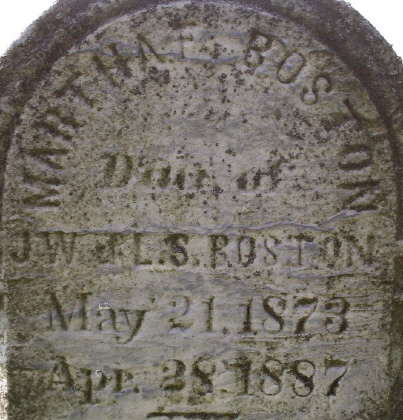 MARTHA E. BOSTON
Dau. of
J.W. & L.S. BOSTON
May 21, 1873
Apr. 28 1887